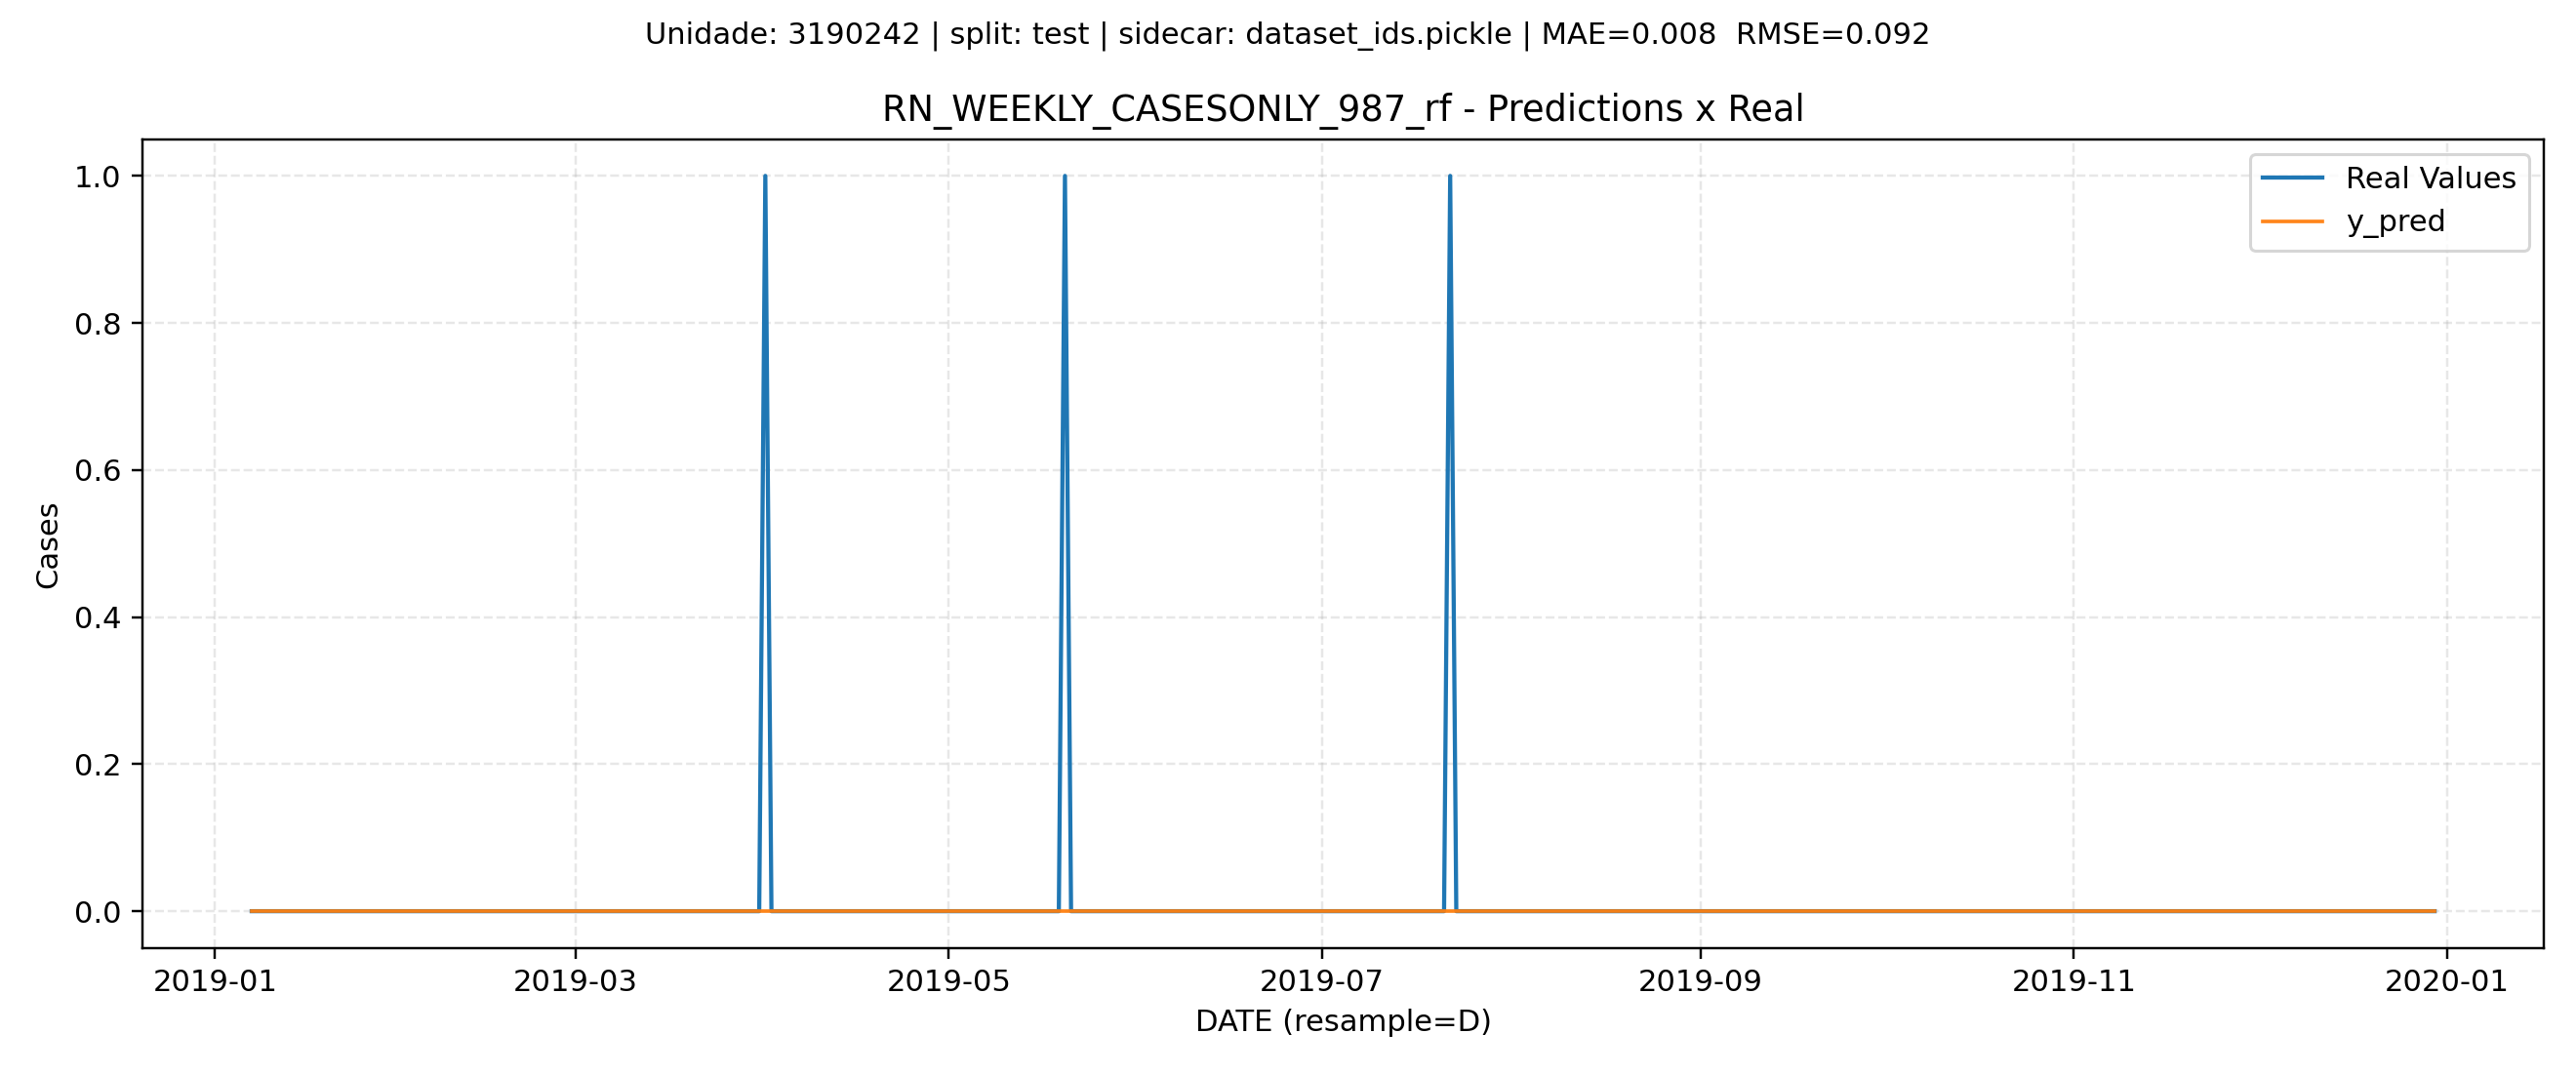 Unidade: 3190242 | split: test | sidecar: dataset_ids.pickle | MAE=0.008  RMSE=0.092
RN_WEEKLY_CASESONLY_987_rf - Predictions x Real
Real Values
y_pred
1.0
0.8
0.6
0.4
0.2
0.0
Cases
2019-01
2019-03
2019-05
2019-07
2019-09
2019-11
2020-01
DATE (resample=D)